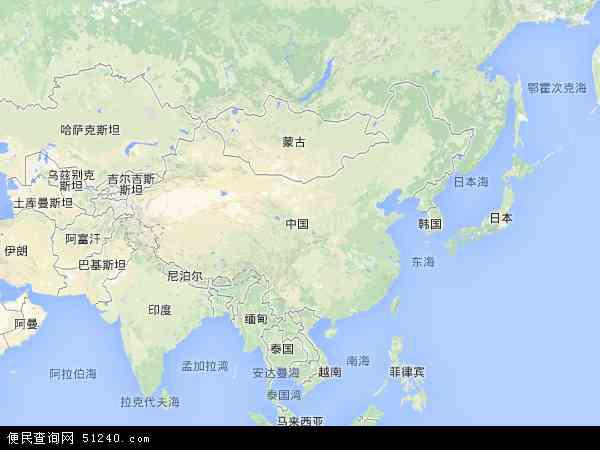 鄂霍次克海
哈萨克斯坦
蒙古
乌兹别克
斯坦
吉尔吉斯
斯坦
日本海
土库曼斯坦
中国
韩国
日本
阿富汗
伊朗
巴基斯坦
东海
尼泊尔
印度
缅甸
阿曼
泰国
孟加拉湾
南海
阿拉伯海
安达曼海
越南
菲律宾
拉克代夫海
泰国湾
马来西亚
便民查询网 51240.com